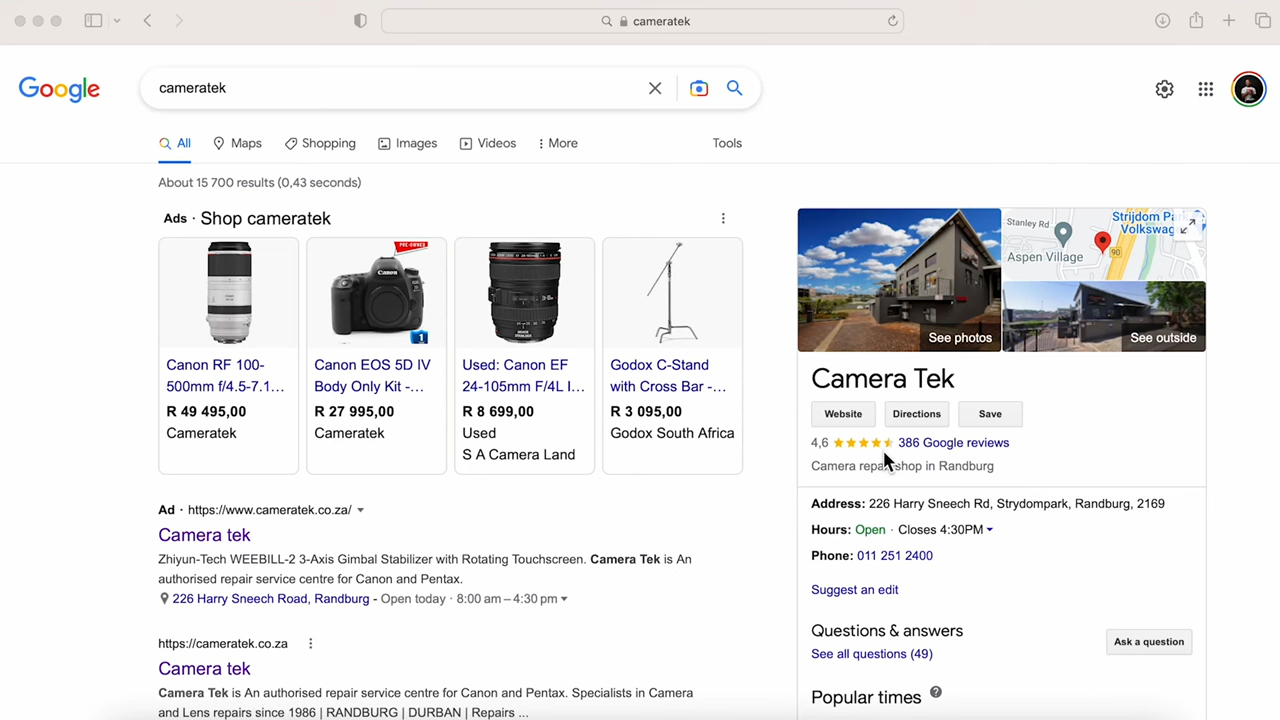 cameratek
Google
cameratek
All
Maps
Shopping
Images
Videos
More
Tools
About 15 700 results (0,43 seconds)
Ads · Shop cameratek
PRE-OWNED
Canon
Canon RF 100-
500mm f/4.5-7.1...
R 49 495,00
Cameratek
Canon EOS 5D IV
Body Only Kit -...
R 27 995,00
Cameratek
Used: Canon EF
24-105mm F/4L I...
R 8 699,00
Used
S A Camera Land
Godox C-Stand
with Cross Bar -...
R 3 095,00
Godox South Africa
Ad · https://www.cameratek.co.za/
Camera tek
Zhiyun-Tech WEEBILL-2 3-Axis Gimbal Stabilizer with Rotating Touchscreen. Camera Tek is An
authorised repair service centre for Canon and Pentax.
226 Harry Sneech Road, Randburg - Open today · 8:00 am – 4:30 pm
https://cameratek.co.za
Camera tek
Camera Tek is An authorised repair service centre for Canon and Pentax. Specialists in Camera
and Lens repairs since 1986 | RANDBURG | DURBAN | Repairs ...
See photos
Stanley Rd
Strijdom Par
Volkswag
Aspen Village
90
See outside
Camera Tek
Website
Directions
Save
4,6
386 Google reviews
Camera repair shop in Randburg
Address: 226 Harry Sneech Rd, Strydompark, Randburg, 2169
Hours: Open · Closes 4:30PM
Phone: 011 251 2400
Suggest an edit
Questions & answers
See all questions (49)
Ask a question
Popular times